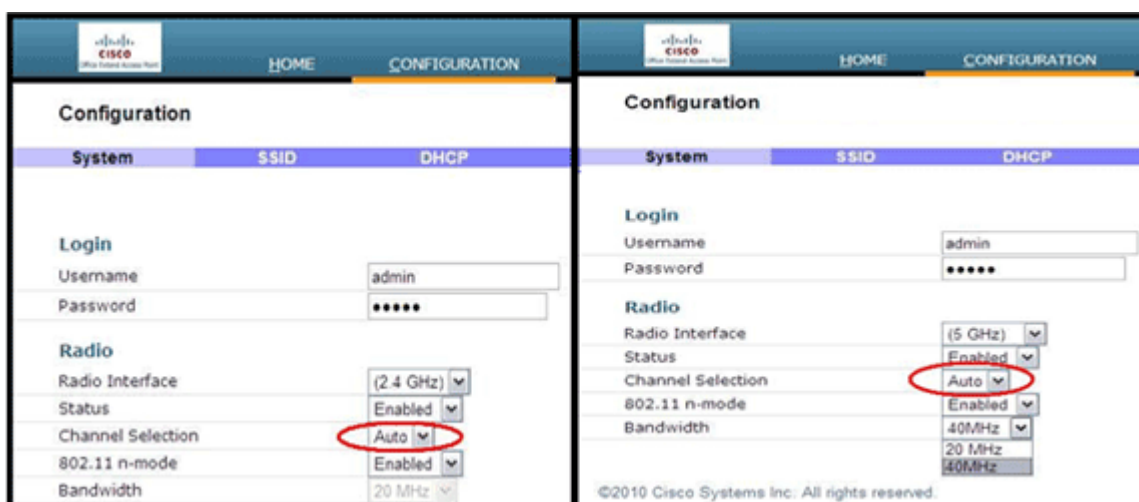 CISCO
HOME CONFIGURATION
Configuration
System SSID DHCP
Login
Username admin
Password •••••
Radio
Radio Interface (2.4 GHz)
Status Enabled
Channel Selection Auto
802.11 n-mode Enabled
Bandwidth 20 MHz
CISCO
HOME CONFIGURATION
Configuration
System SSID DHCP
Login
Username admin
Password •••••
Radio
Radio Interface (5 GHz)
Status Enabled
Channel Selection Auto
802.11 n-mode Enabled
Bandwidth 40MHz
20 MHz
40MHz
©2010 Cisco Systems Inc. All rights reserved.